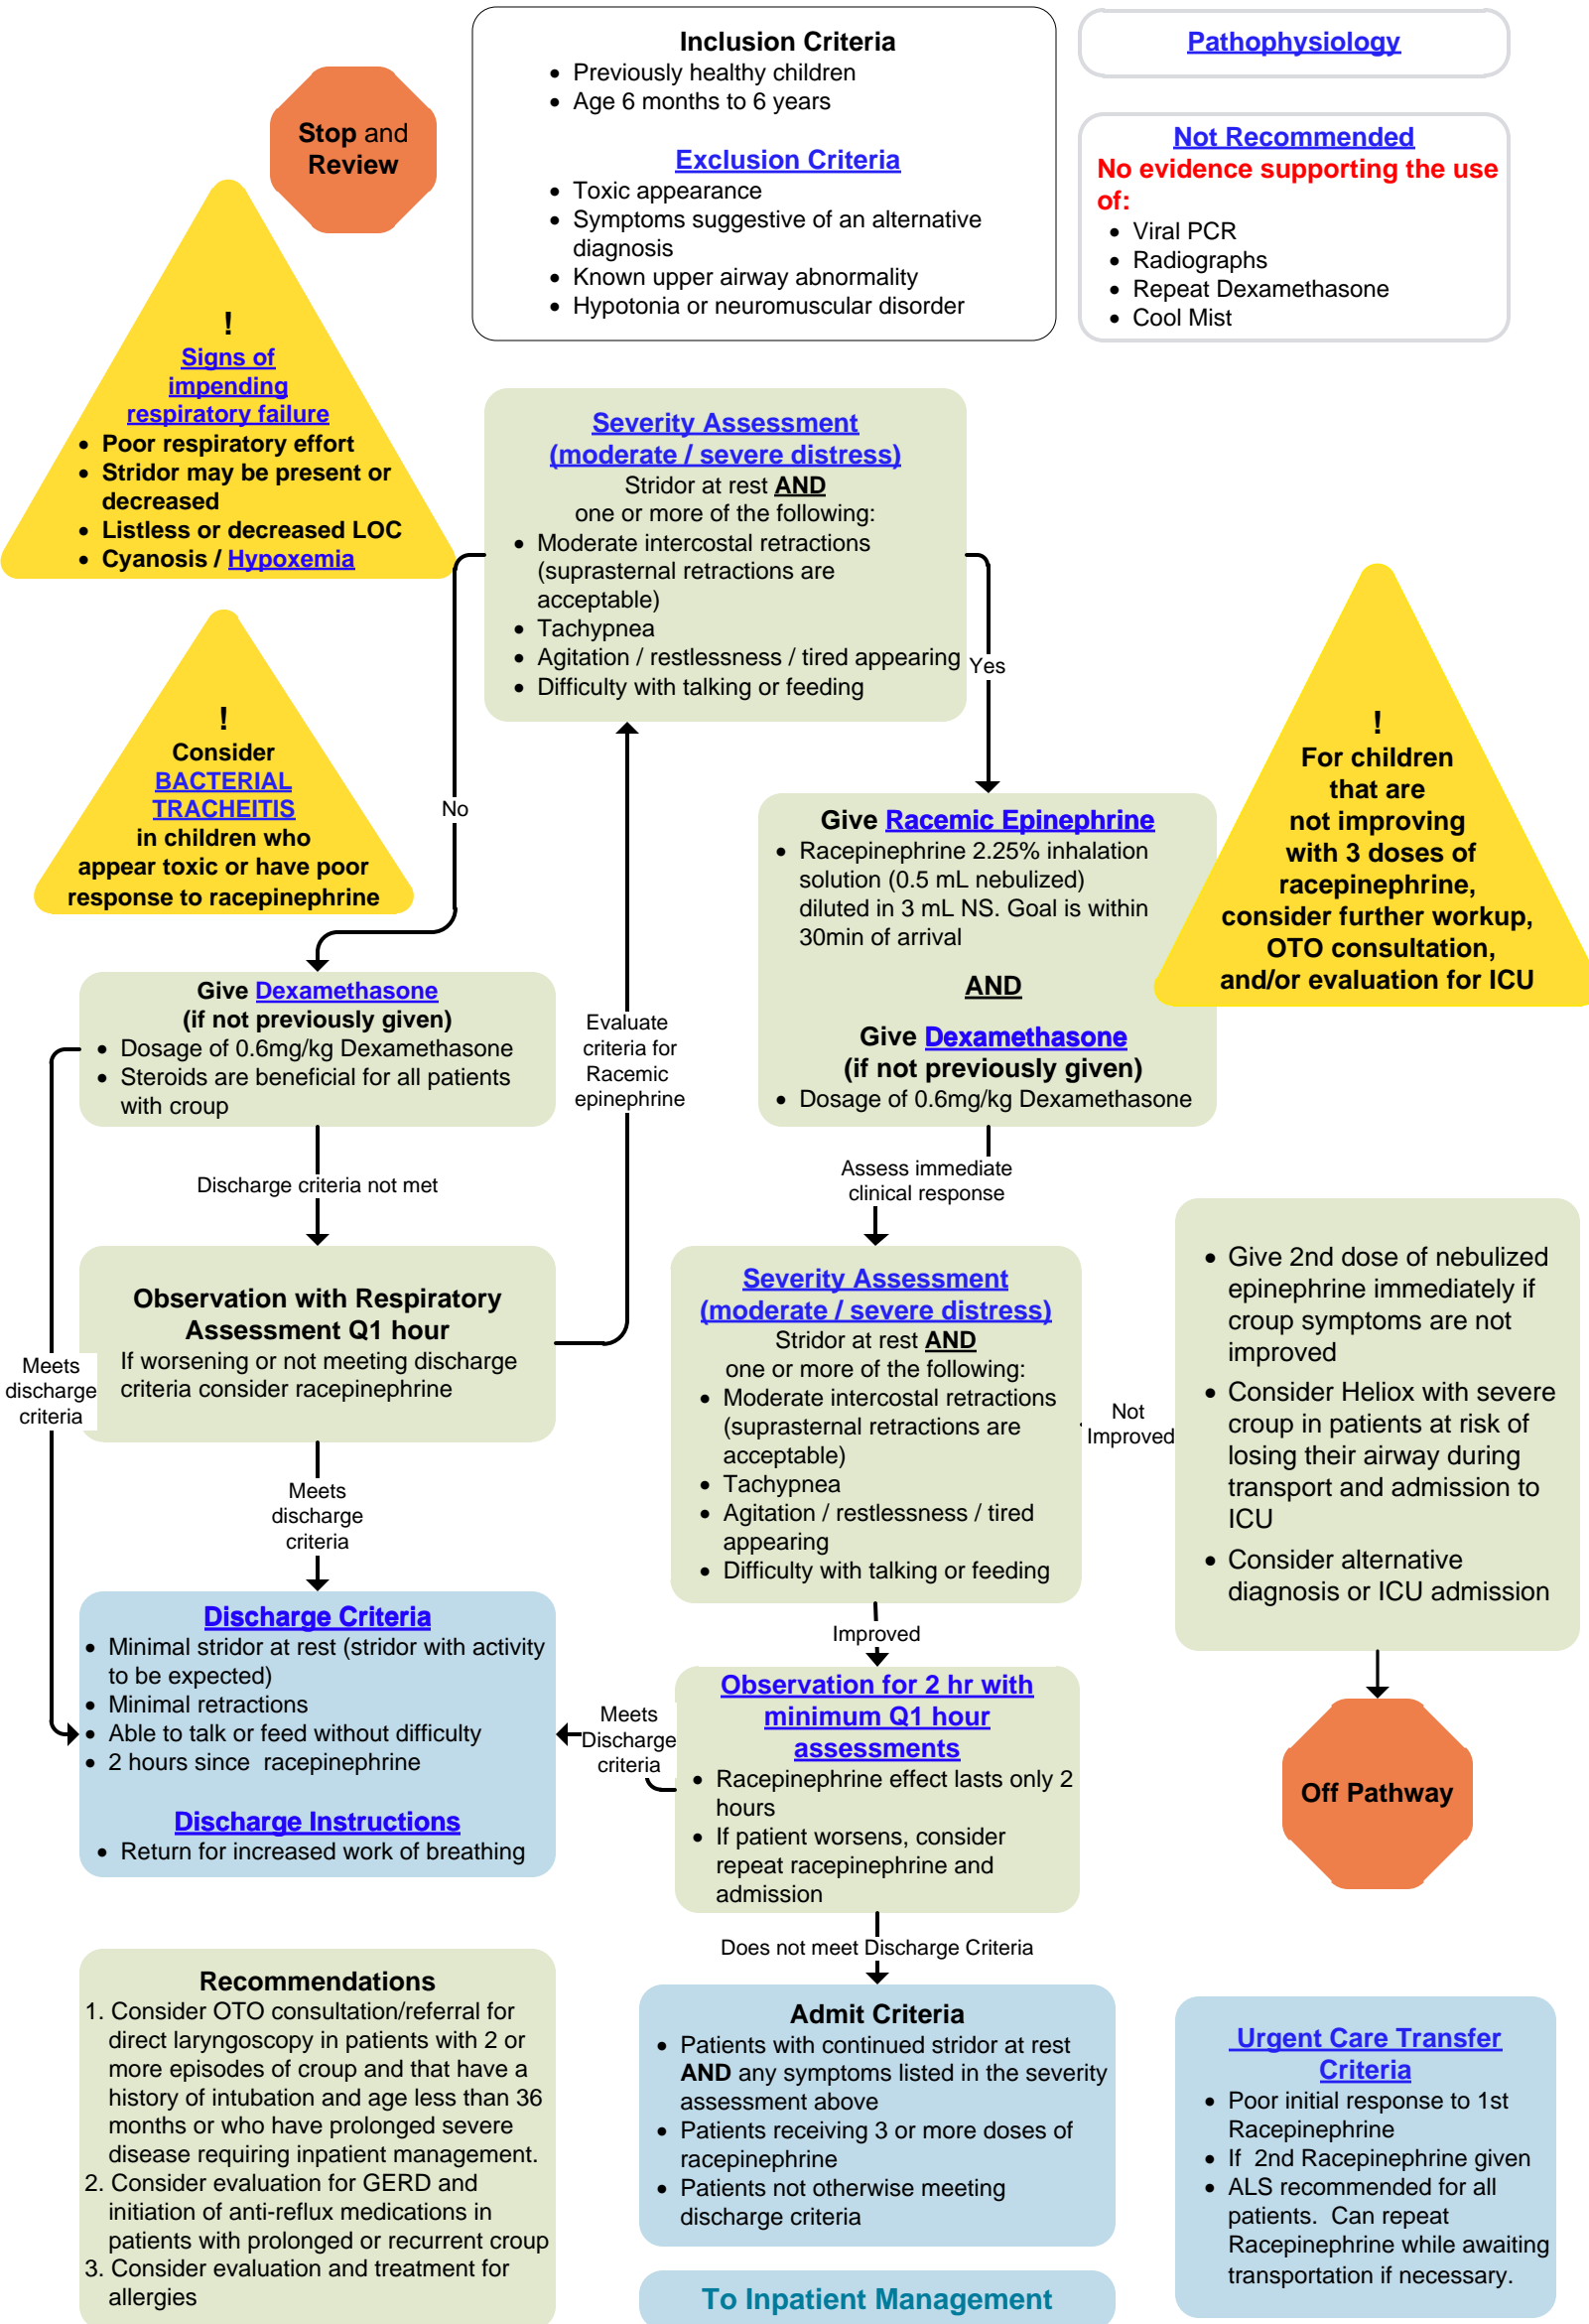 Inclusion Criteria
• Previously healthy children
• Age 6 months to 6 years
Exclusion Criteria
• Toxic appearance
• Symptoms suggestive of an alternative
diagnosis
• Known upper airway abnormality
• Hypotonia or neuromuscular disorder
Pathophysiology
Not Recommended
No evidence supporting the use
of:
• Viral PCR
• Radiographs
• Repeat Dexamethasone
• Cool Mist
Stop and
Review
!
Signs of
impending
respiratory failure
• Poor respiratory effort
• Stridor may be present or
decreased
• Listless or decreased LOC
• Cyanosis / Hypoxemia
Severity Assessment
(moderate / severe distress)
Stridor at rest AND
one or more of the following:
• Moderate intercostal retractions
(suprasternal retractions are
acceptable)
• Tachypnea
• Agitation / restlessness / tired appearing
• Difficulty with talking or feeding
Yes
No
!
Consider
BACTERIAL
TRACHEITIS
in children who
appear toxic or have poor
response to racepinephrine
!
For children
that are
not improving
with 3 doses of
racepinephrine,
consider further workup,
OTO consultation,
and/or evaluation for ICU
Give Racemic Epinephrine
• Racepinephrine 2.25% inhalation
solution (0.5 mL nebulized)
diluted in 3 mL NS. Goal is within
30min of arrival
AND
Give Dexamethasone
(if not previously given)
• Dosage of 0.6mg/kg Dexamethasone
Give Dexamethasone
(if not previously given)
• Dosage of 0.6mg/kg Dexamethasone
• Steroids are beneficial for all patients
with croup
Evaluate
criteria for
Racemic
epinephrine
Discharge criteria not met
Assess immediate
clinical response
Observation with Respiratory
Assessment Q1 hour
If worsening or not meeting discharge
criteria consider racepinephrine
Meets
discharge
criteria
Meets
discharge
criteria
Severity Assessment
(moderate / severe distress)
Stridor at rest AND
one or more of the following:
• Moderate intercostal retractions
(suprasternal retractions are
acceptable)
• Tachypnea
• Agitation / restlessness / tired
appearing
• Difficulty with talking or feeding
Not
Improved
• Give 2nd dose of nebulized
epinephrine immediately if
croup symptoms are not
improved
• Consider Heliox with severe
croup in patients at risk of
losing their airway during
transport and admission to
ICU
• Consider alternative
diagnosis or ICU admission
Off Pathway
Improved
Discharge Criteria
• Minimal stridor at rest (stridor with activity
to be expected)
• Minimal retractions
• Able to talk or feed without difficulty
• 2 hours since racepinephrine
Discharge Instructions
• Return for increased work of breathing
Meets
Discharge
criteria
Observation for 2 hr with
minimum Q1 hour
assessments
• Racepinephrine effect lasts only 2
hours
• If patient worsens, consider
repeat racepinephrine and
admission
Does not meet Discharge Criteria
Recommendations
1. Consider OTO consultation/referral for
direct laryngoscopy in patients with 2 or
more episodes of croup and that have a
history of intubation and age less than 36
months or who have prolonged severe
disease requiring inpatient management.
2. Consider evaluation for GERD and
initiation of anti-reflux medications in
patients with prolonged or recurrent croup
3. Consider evaluation and treatment for
allergies
Admit Criteria
• Patients with continued stridor at rest
AND any symptoms listed in the severity
assessment above
• Patients receiving 3 or more doses of
racepinephrine
• Patients not otherwise meeting
discharge criteria
To Inpatient Management
Urgent Care Transfer
Criteria
• Poor initial response to 1st
Racepinephrine
• If 2nd Racepinephrine given
• ALS recommended for all
patients. Can repeat
Racepinephrine while awaiting
transportation if necessary.